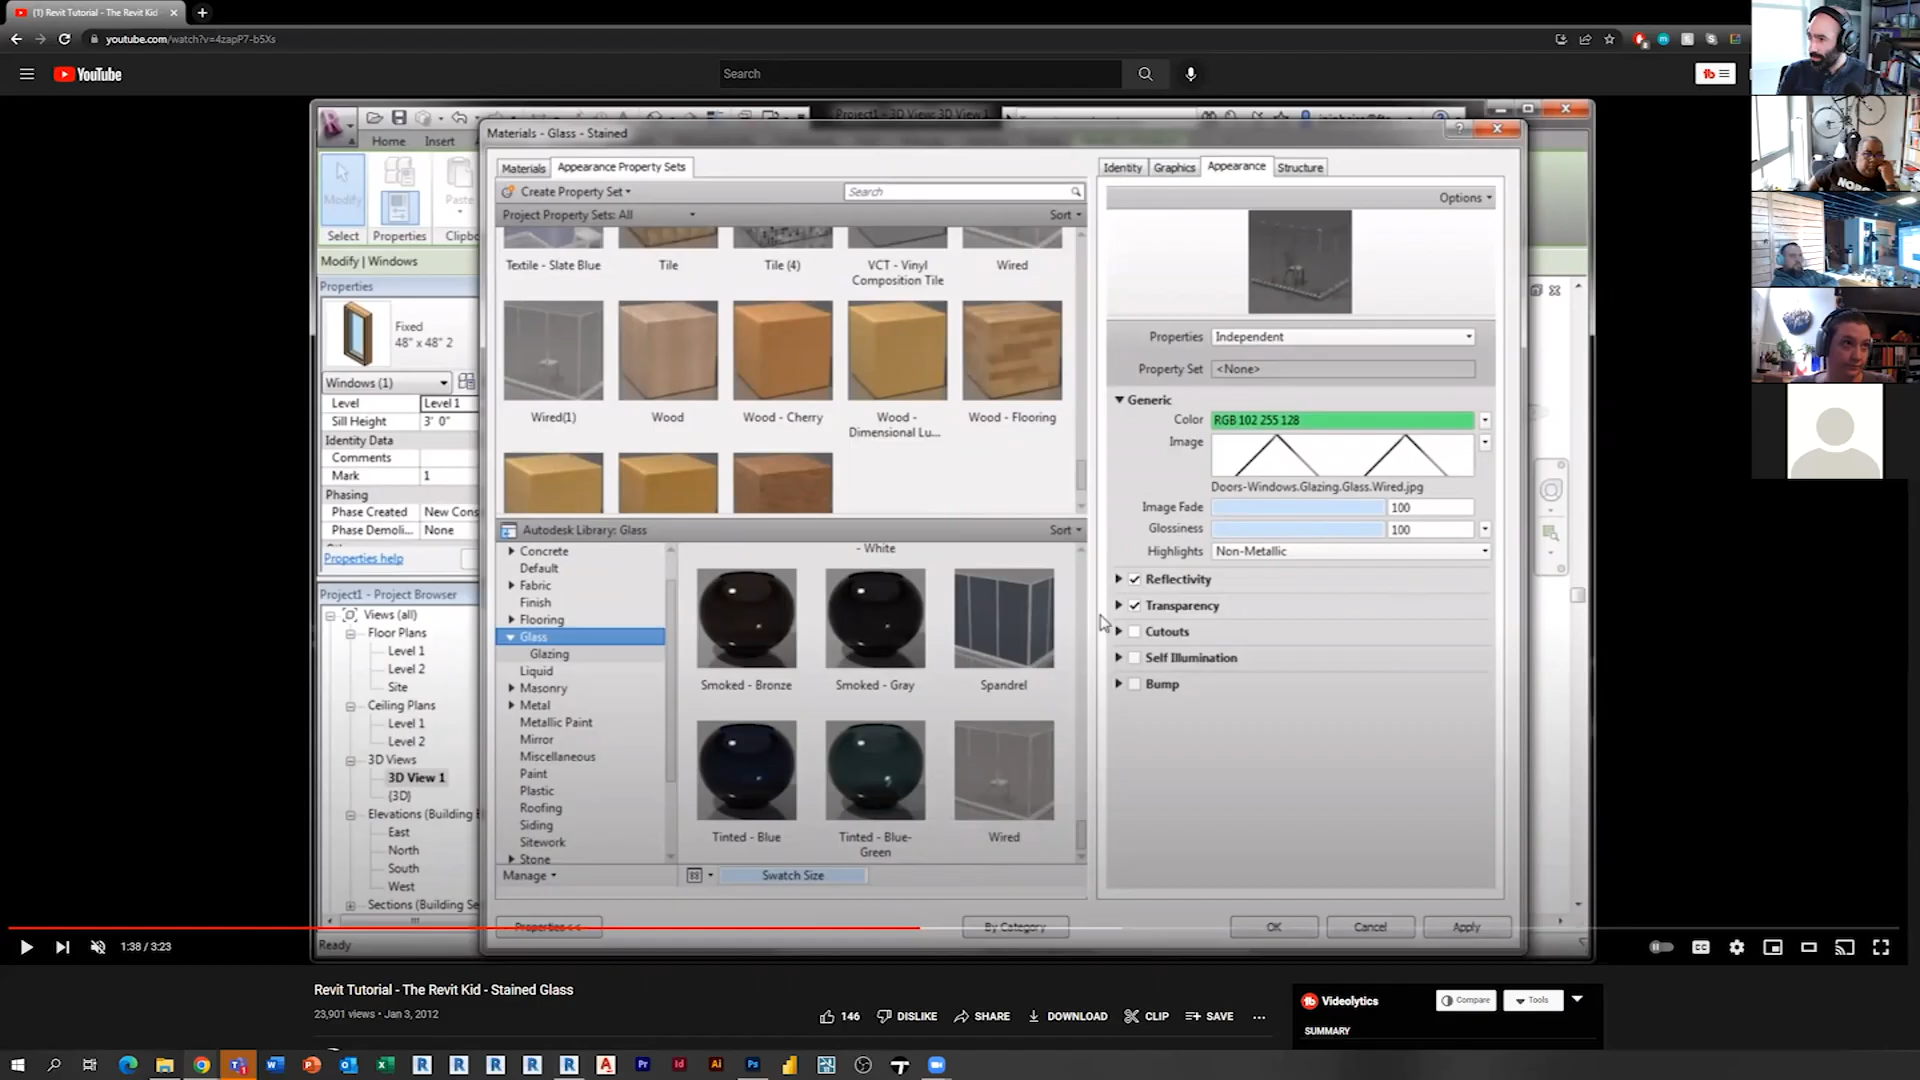 (1) Revit Tutorial - The Revit Kid
youtube.com/watch?v=4zapP7-b5Xs
YouTube
Search
Home
Insert
Project1 - 3D View: 3D View 1
Modify
Paste
Select
Properties
Clipbo
Modify | Windows
Properties
Fixed
48" x 48" 2
Windows (1)
Level
Level 1
Sill Height
3' 0"
Identity Data
Comments
Mark
1
Phasing
Phase Created
New Cons
Phase Demoli...
None
Properties help
Project1 - Project Browser
Views (all)
Floor Plans
Level 1
Level 2
Site
Ceiling Plans
Level 1
Level 2
3D Views
3D View 1
{3D}
Elevations (Building E
East
North
South
West
Sections (Building Se
Ready
Materials - Glass - Stained
Materials
Appearance Property Sets
Create Property Set
Search
Project Property Sets: All
Sort
Textile - Slate Blue
Tile
Tile (4)
VCT - Vinyl
Composition Tile
Wired
Wired(1)
Wood
Wood - Cherry
Wood -
Dimensional Lu...
Wood - Flooring
Autodesk Library: Glass
Sort
Concrete
Default
Fabric
Finish
Flooring
Glass
Glazing
Liquid
Masonry
Metal
Metallic Paint
Mirror
Miscellaneous
Paint
Plastic
Roofing
Siding
Sitework
Stone
- White
Smoked - Bronze
Smoked - Gray
Spandrel
Tinted - Blue
Tinted - Blue-
Green
Wired
Manage
Swatch Size
Properties <<
By Category
OK
Cancel
Apply
Identity
Graphics
Appearance
Structure
Options
Properties
Independent
Property Set
<None>
Generic
Color
RGB 102 255 128
Image
Doors-Windows.Glazing.Glass.Wired.jpg
Image Fade
100
Glossiness
100
Highlights
Non-Metallic
Reflectivity
Transparency
Cutouts
Self Illumination
Bump
1:38 / 3:23
Revit Tutorial - The Revit Kid - Stained Glass
23,901 views • Jan 3, 2012
146
DISLIKE
SHARE
DOWNLOAD
CLIP
SAVE
Videolytics
Compare
Tools
SUMMARY